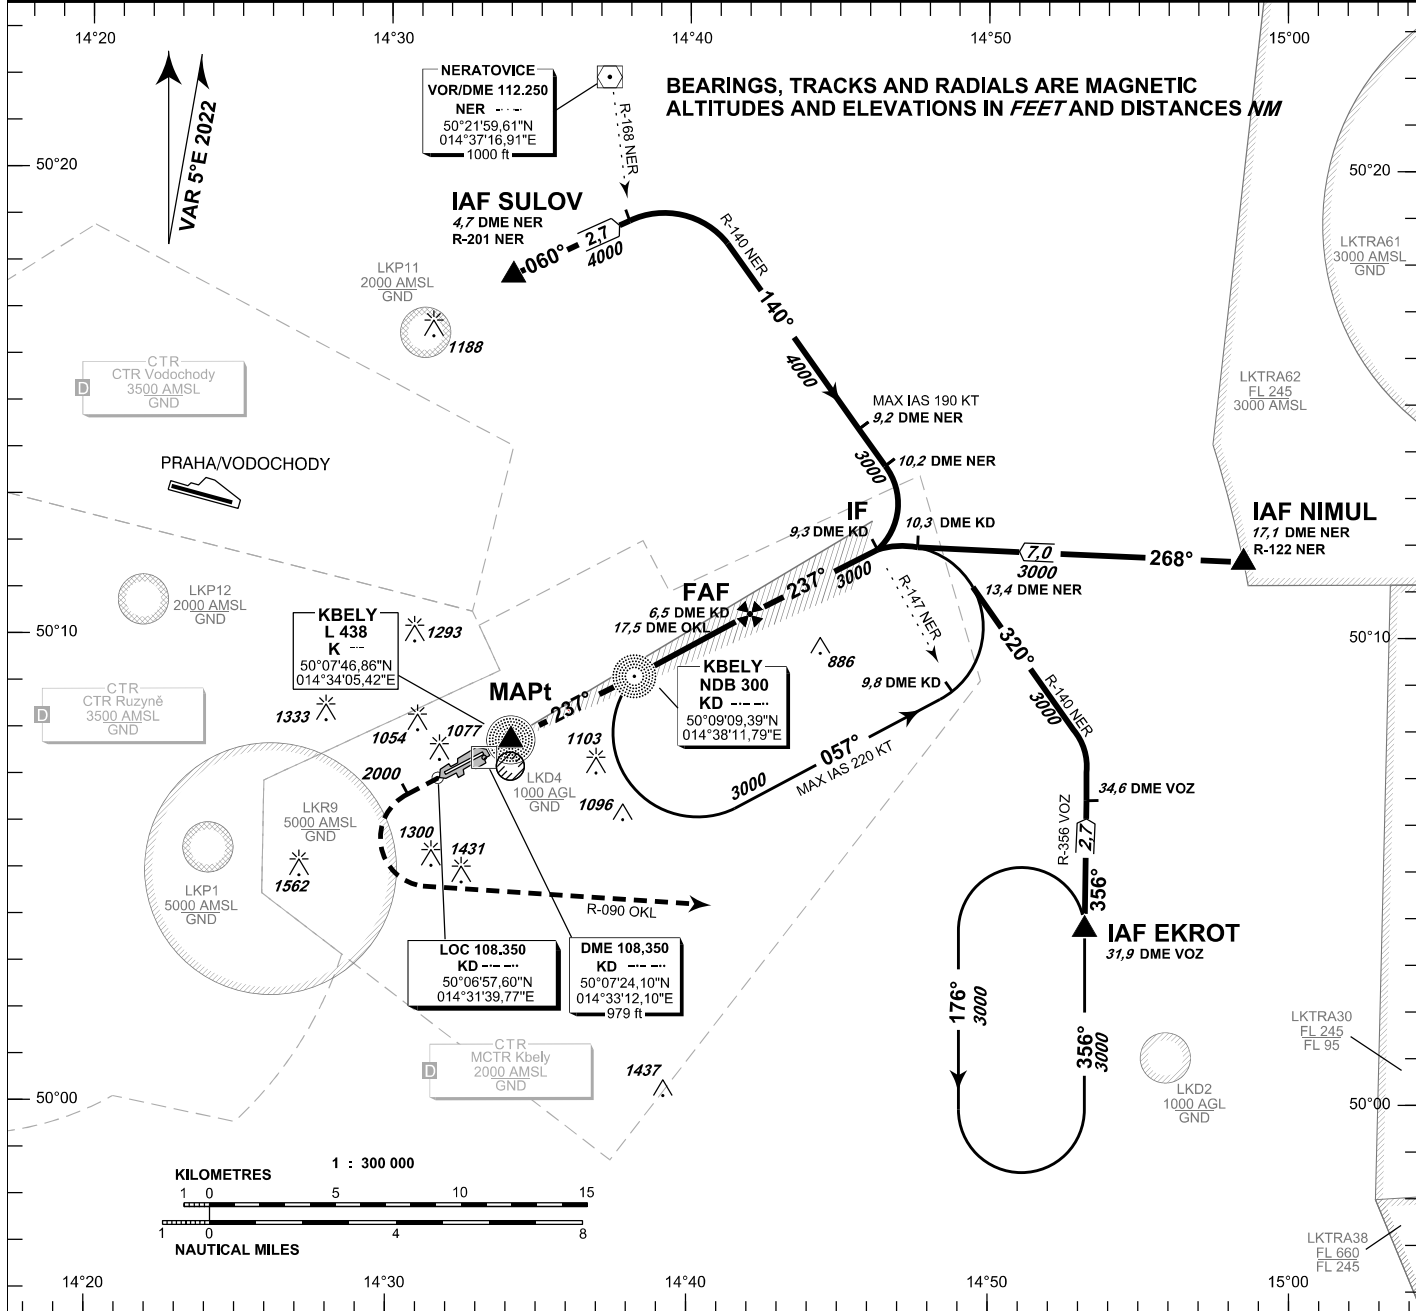 14°20
14°30
14°40
14°50
15°00
BEARINGS, TRACKS AND RADIALS ARE MAGNETIC
ALTITUDES AND ELEVATIONS IN FEET AND DISTANCES NM
VAR 5°E 2022
NERATOVICE
VOR/DME 112.250
NER
50°21'59,61"N
014°37'16,91"E
1000 ft
R-168 NER
50°20
50°20
IAF SULOV
4,7 DME NER
R-201 NER
060°
2,7
4000
R-140 NER
140°
4000
LKTRA61
3000 AMSL
GND
LKP11
2000 AMSL
GND
1188
CTR
CTR Vodochody
3500 AMSL
GND
D
LKTRA62
FL 245
3000 AMSL
MAX IAS 190 KT
9,2 DME NER
3000
10,2 DME NER
PRAHA/VODOCHODY
IF
9,3 DME KD
10,3 DME KD
IAF NIMUL
17,1 DME NER
R-122 NER
7,0
3000
268°
13,4 DME NER
237°
3000
R-147 NER
FAF
6,5 DME KD
17,5 DME OKL
LKP12
2000 AMSL
GND
KBELY
L 438
K
50°07'46,86"N
014°34'05,42"E
1293
50°10
50°10
886
320°
3000
R-140 NER
9,8 DME KD
KBELY
NDB 300
KD
50°09'09,39"N
014°38'11,79"E
MAPt
237°
CTR
CTR Ruzyně
3500 AMSL
GND
D
1333
1054
1077
1103
057°
MAX IAS 220 KT
3000
2000
LKD4
1000 AGL
GND
1096
34,6 DME VOZ
R-356 VOZ
2,7
356°
LKR9
5000 AMSL
GND
1300
1431
1562
LKP1
5000 AMSL
GND
R-090 OKL
IAF EKROT
31,9 DME VOZ
LOC 108.350
KD
50°06'57,60"N
014°31'39,77"E
DME 108,350
KD
50°07'24,10"N
014°33'12,10"E
979 ft
176°
3000
356°
3000
LKTRA30
FL 245
FL 95
CTR
MCTR Kbely
2000 AMSL
GND
D
1437
LKD2
1000 AGL
GND
50°00
50°00
1 : 300 000
KILOMETRES
1 0 5 10 15
1 0 4 8
NAUTICAL MILES
LKTRA38
FL 660
FL 245
14°20
14°30
14°40
14°50
15°00